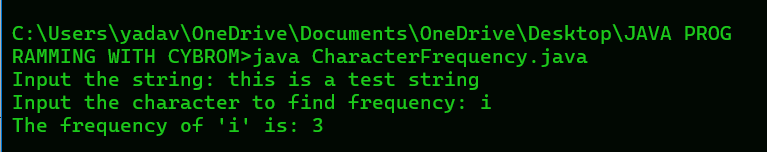 C:\Users\yadav\OneDrive\Documents\OneDrive\Desktop\JAVA PROG
RAMMING WITH CYBROM>java CharacterFrequency.java
Input the string: this is a test string
Input the character to find frequency: i
The frequency of 'i' is: 3